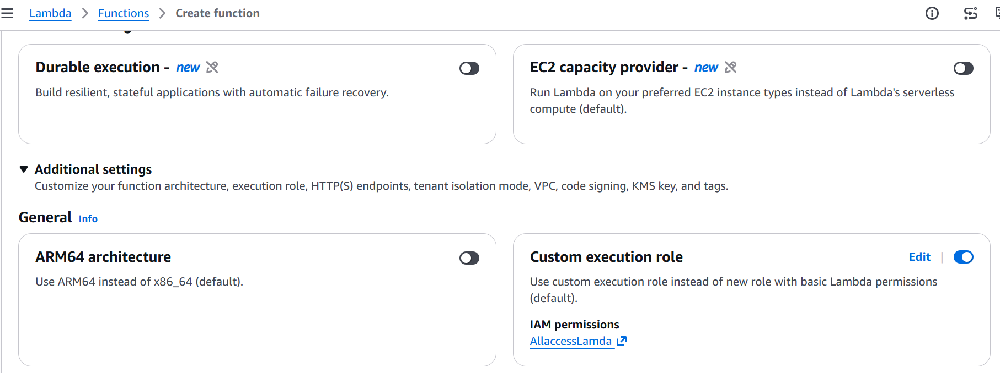 Lambda > Functions > Create function
Durable execution - new
Build resilient, stateful applications with automatic failure recovery.
EC2 capacity provider - new
Run Lambda on your preferred EC2 instance types instead of Lambda's serverless
compute (default).
Additional settings
Customize your function architecture, execution role, HTTP(S) endpoints, tenant isolation mode, VPC, code signing, KMS key, and tags.
General Info
ARM64 architecture
Use ARM64 instead of x86_64 (default).
Custom execution role
Edit |
Use custom execution role instead of new role with basic Lambda permissions
(default).
IAM permissions
AllaccessLamda